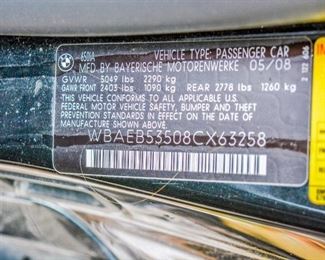 VEHICLE TYPE: PASSENGER CAR
MFD. BY BAYERISCHE MOTORENWERKE 05/08
GVWR 5049 lbs 2290 kg
GAWR FRONT 2403 lbs 1090 kg REAR 2778 lbs 1260 kg
THIS VEHICLE CONFORMS TO ALL APPLICABLE
FEDERAL MOTOR VEHICLE SAFETY, BUMPER, AND THEFT
PREVENTION STANDARDS IN EFFECT ON THE DATE OF
MANUFACTURE SHOWN ABOVE
WBAEB53508CX63258